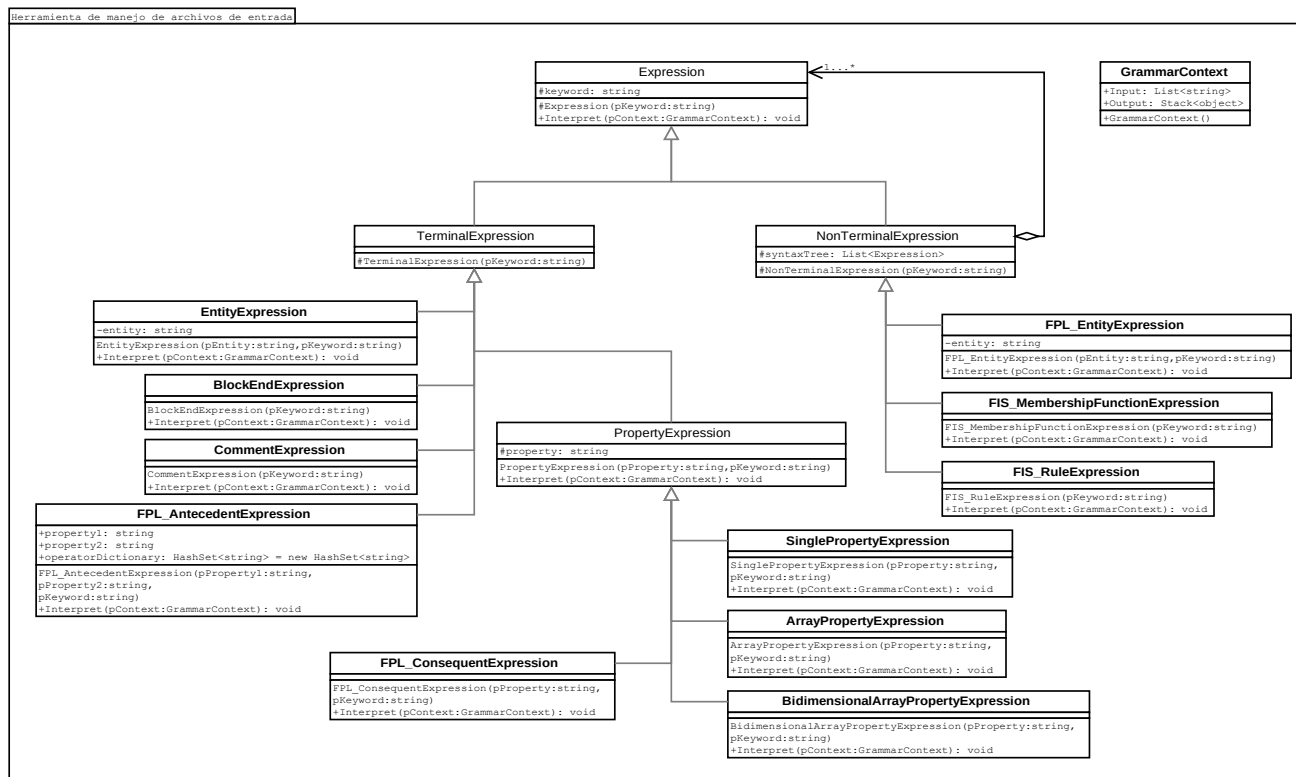 Herramienta de manejo de archivos de entrada
Expression
#keyword: string
#Expression(pKeyword:string)
+Interpret(pContext:GrammarContext): void
1...*
GrammarContext
+Input: List<string>
+Output: Stack<object>
+GrammarContext()
TerminalExpression
#TerminalExpression(pKeyword:string)
NonTerminalExpression
#syntaxTree: List<Expression>
#NonTerminalExpression(pKeyword:string)
EntityExpression
-entity: string
EntityExpression(pEntity:string,pKeyword:string)
+Interpret(pContext:GrammarContext): void
FPL_EntityExpression
-entity: string
FPL_EntityExpression(pEntity:string,pKeyword:string)
+Interpret(pContext:GrammarContext): void
BlockEndExpression
BlockEndExpression(pKeyword:string)
+Interpret(pContext:GrammarContext): void
FIS_MembershipFunctionExpression
FIS_MembershipFunctionExpression(pKeyword:string)
+Interpret(pContext:GrammarContext): void
CommentExpression
CommentExpression(pKeyword:string)
+Interpret(pContext:GrammarContext): void
PropertyExpression
#property: string
PropertyExpression(pProperty:string,pKeyword:string)
+Interpret(pContext:GrammarContext): void
FIS_RuleExpression
FIS_RuleExpression(pKeyword:string)
+Interpret(pContext:GrammarContext): void
FPL_AntecedentExpression
+property1: string
+property2: string
+operatorDictionary: HashSet<string> = new HashSet<string>
FPL_AntecedentExpression(pProperty1:string,
pProperty2:string,
pKeyword:string)
+Interpret(pContext:GrammarContext): void
SinglePropertyExpression
SinglePropertyExpression(pProperty:string,
pKeyword:string)
+Interpret(pContext:GrammarContext): void
ArrayPropertyExpression
ArrayPropertyExpression(pProperty:string,
pKeyword:string)
+Interpret(pContext:GrammarContext): void
FPL_ConsequentExpression
FPL_ConsequentExpression(pProperty:string,
pKeyword:string)
+Interpret(pContext:GrammarContext): void
BidimensionalArrayPropertyExpression
BidimensionalArrayPropertyExpression(pProperty:string,
pKeyword:string)
+Interpret(pContext:GrammarContext): void